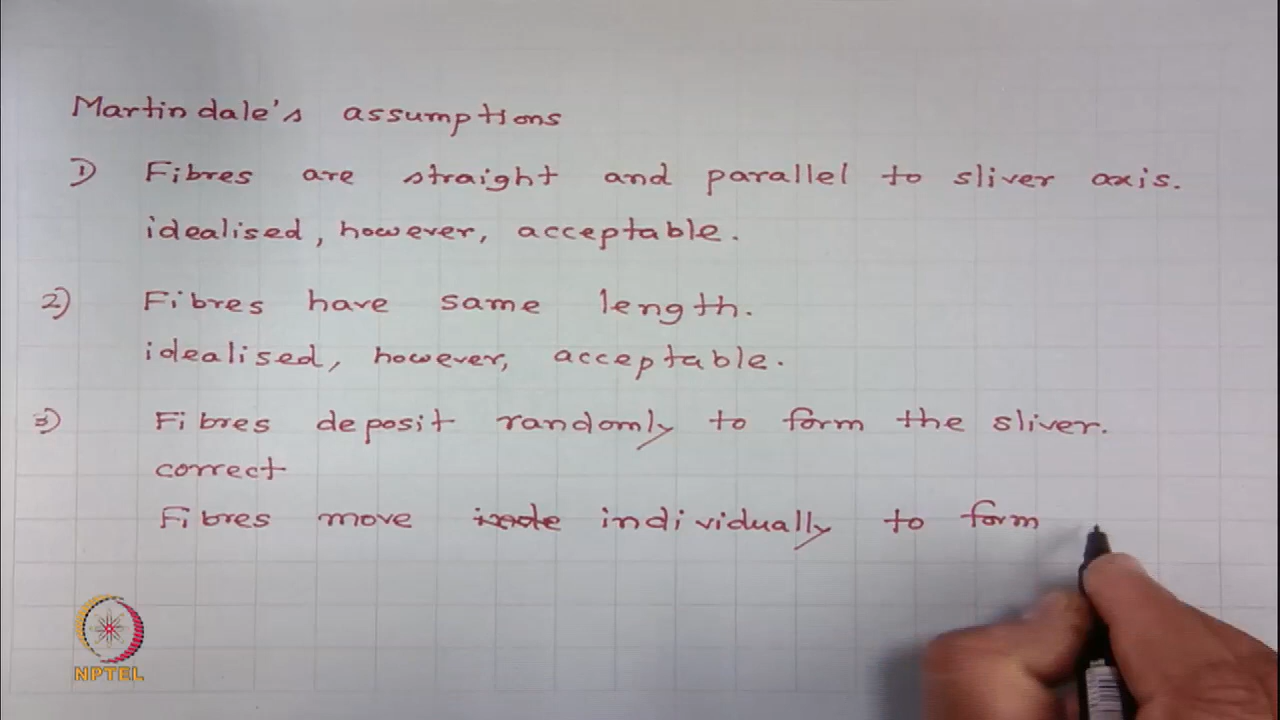 Martindale's assumptions
1) Fibres are straight and parallel to sliver axis.
idealised, however, acceptable.
2) Fibres have same length.
idealised, however, acceptable.
3) Fibres deposit randomly to form the sliver.
correct
Fibres move individually to form
NPTEL